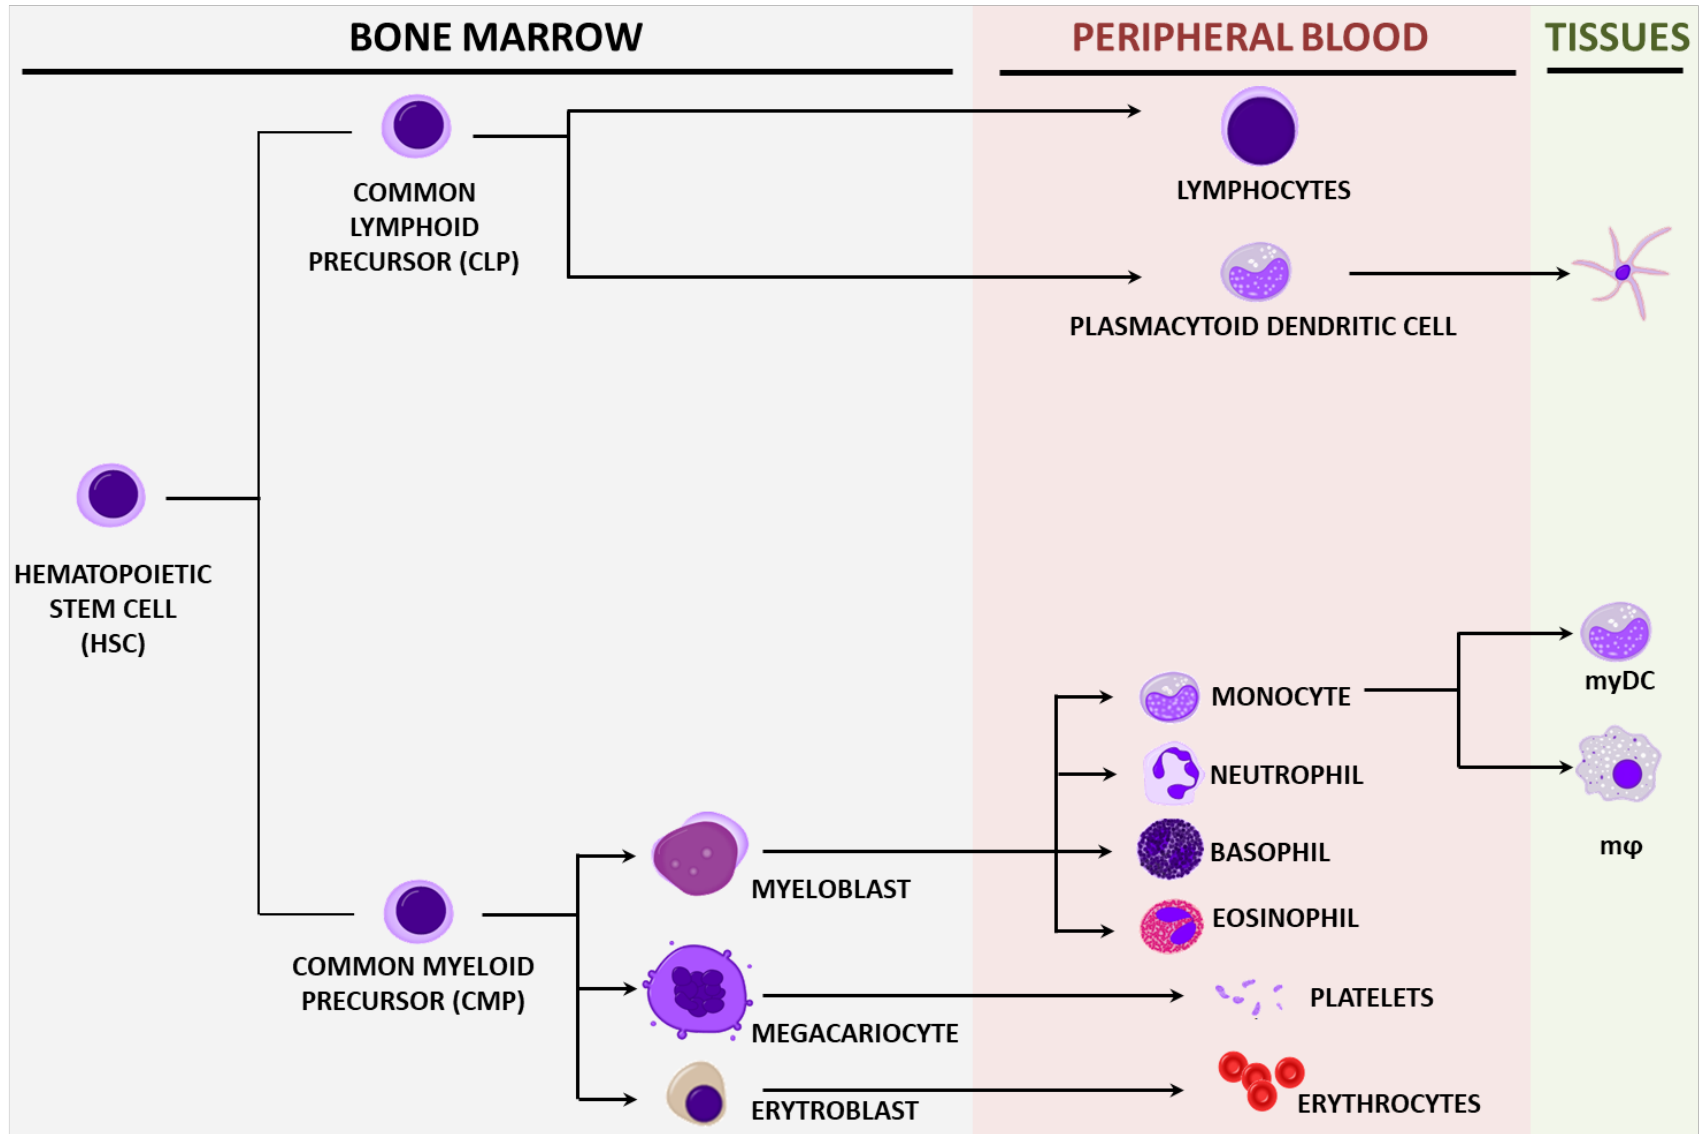 BONE MARROW
PERIPHERAL BLOOD
TISSUES
COMMON
LYMPHOID
PRECURSOR (CLP)
LYMPHOCYTES
PLASMACYTOID DENDRITIC CELL
HEMATOPOIETIC
STEM CELL
(HSC)
myDC
MONOCYTE
NEUTROPHIL
mφ
BASOPHIL
MYELOBLAST
EOSINOPHIL
COMMON MYELOID
PRECURSOR (CMP)
PLATELETS
MEGACARIOCYTE
ERYTROBLAST
ERYTHROCYTES